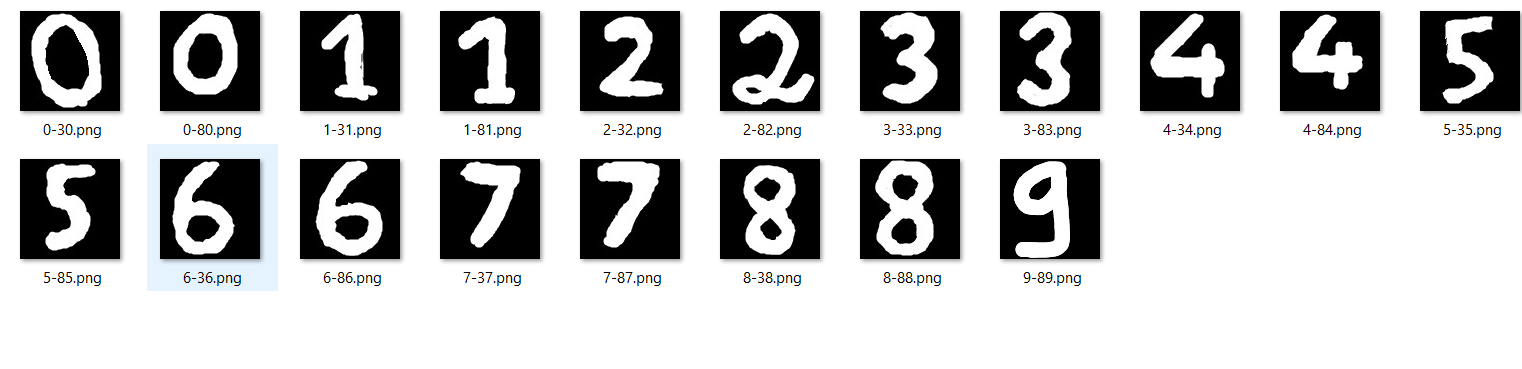 0 0 1 1 2 2 3 3 4 4 5
0-30.png 0-80.png 1-31.png 1-81.png 2-32.png 2-82.png 3-33.png 3-83.png 4-34.png 4-84.png 5-35.png
5 6 6 7 7 8 8 9
5-85.png 6-36.png 6-86.png 7-37.png 7-87.png 8-38.png 8-88.png 9-89.png